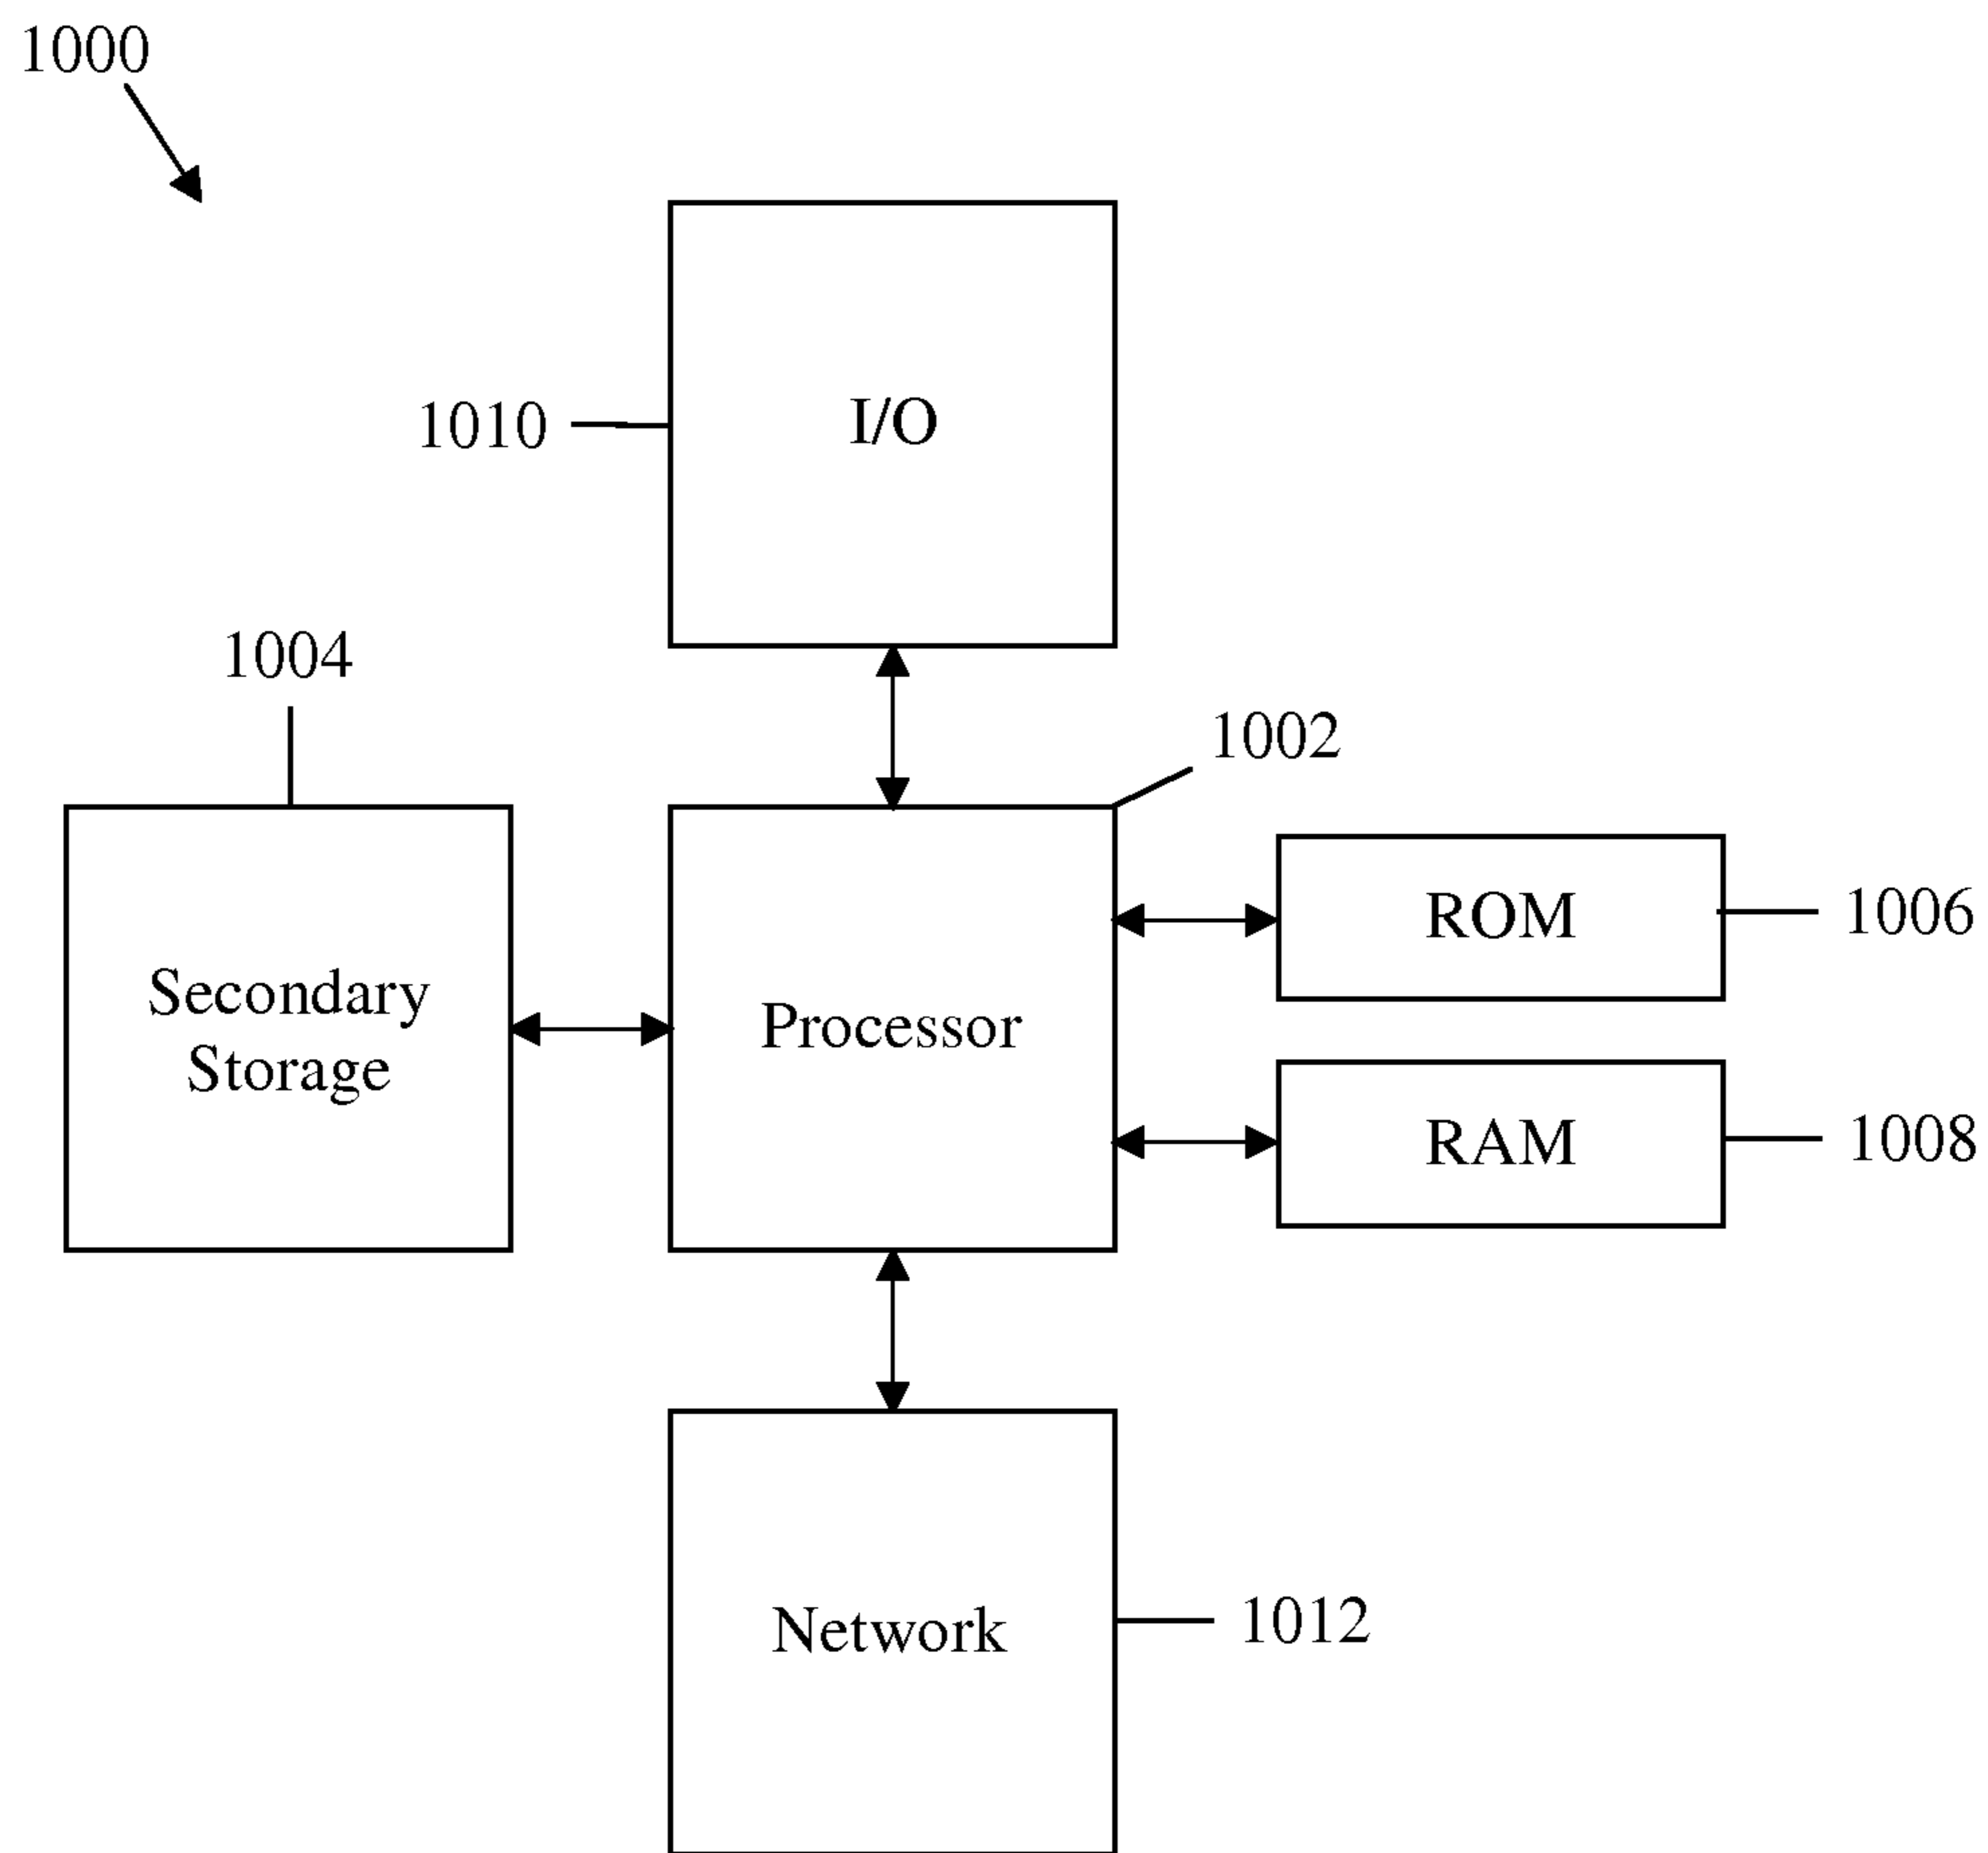 1000
I/O
1010
1004
1002
ROM
1006
Secondary
Storage
Processor
RAM
1008
Network
1012